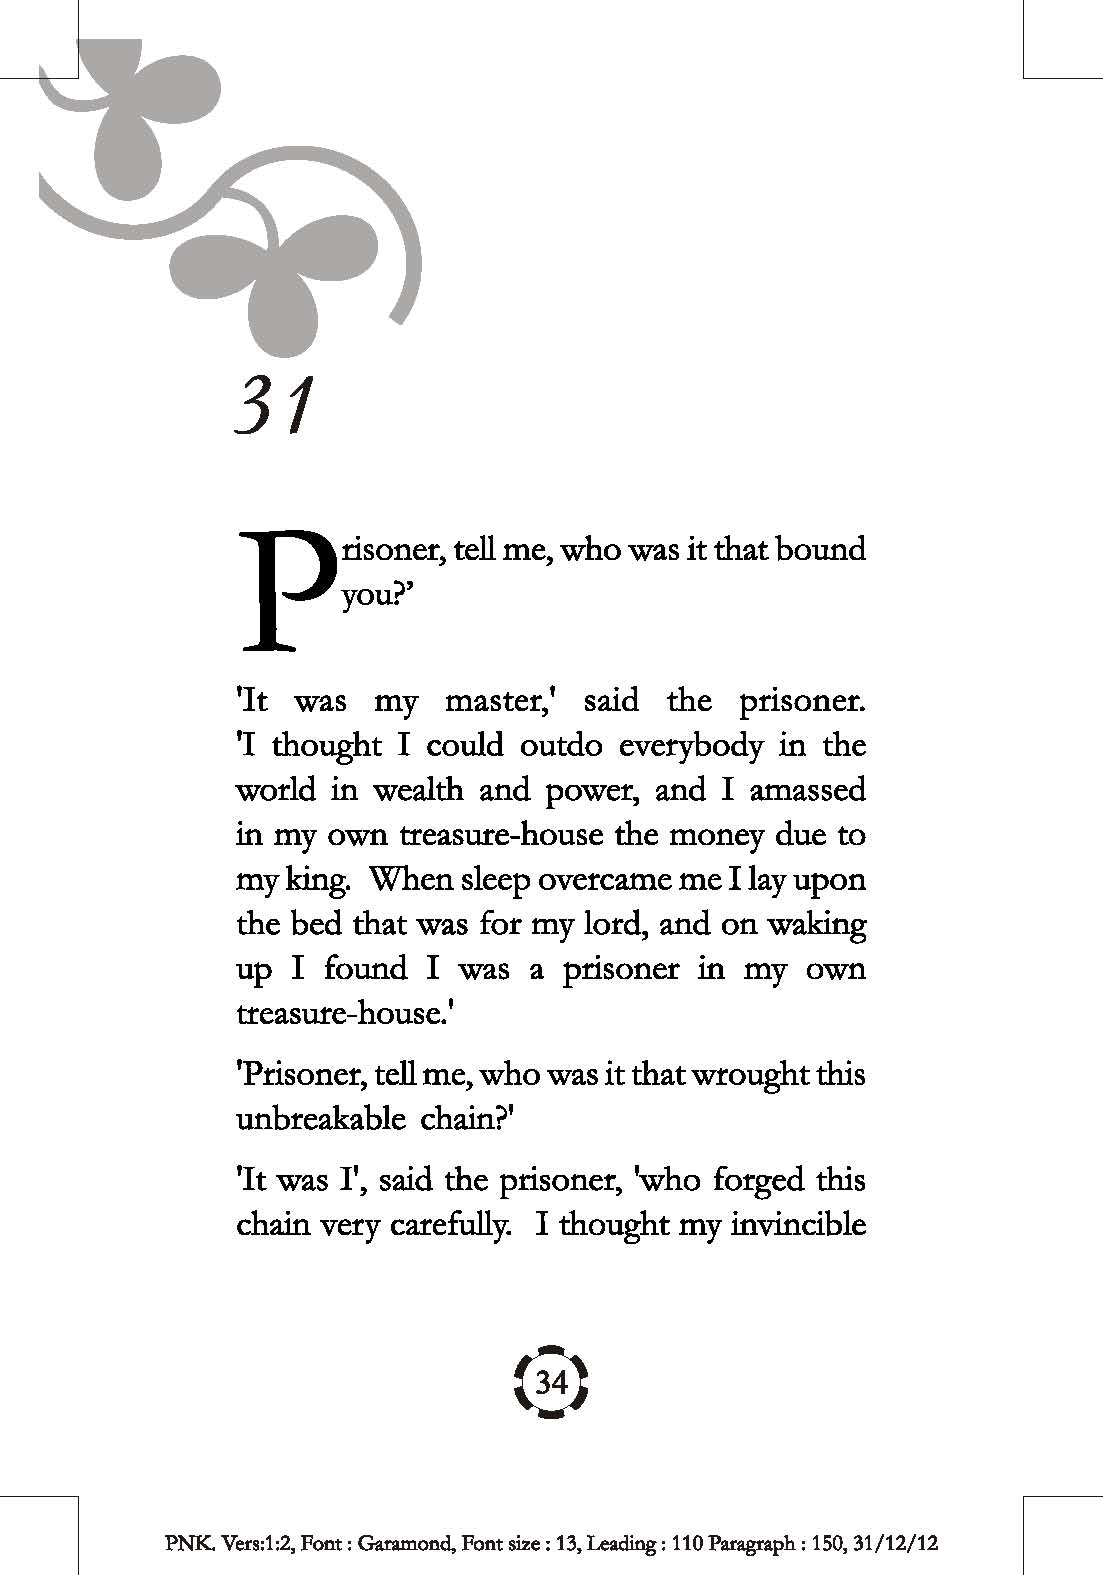 31
Prisoner, tell me, who was it that bound
you?’
'It was my master,' said the prisoner.
'I thought I could outdo everybody in the
world in wealth and power, and I amassed
in my own treasure-house the money due to
my king. When sleep overcame me I lay upon
the bed that was for my lord, and on waking
up I found I was a prisoner in my own
treasure-house.'
'Prisoner, tell me, who was it that wrought this
unbreakable chain?'
'It was I', said the prisoner, 'who forged this
chain very carefully. I thought my invincible
34
PNK. Vers:1:2, Font : Garamond, Font size : 13, Leading : 110 Paragraph : 150, 31/12/12